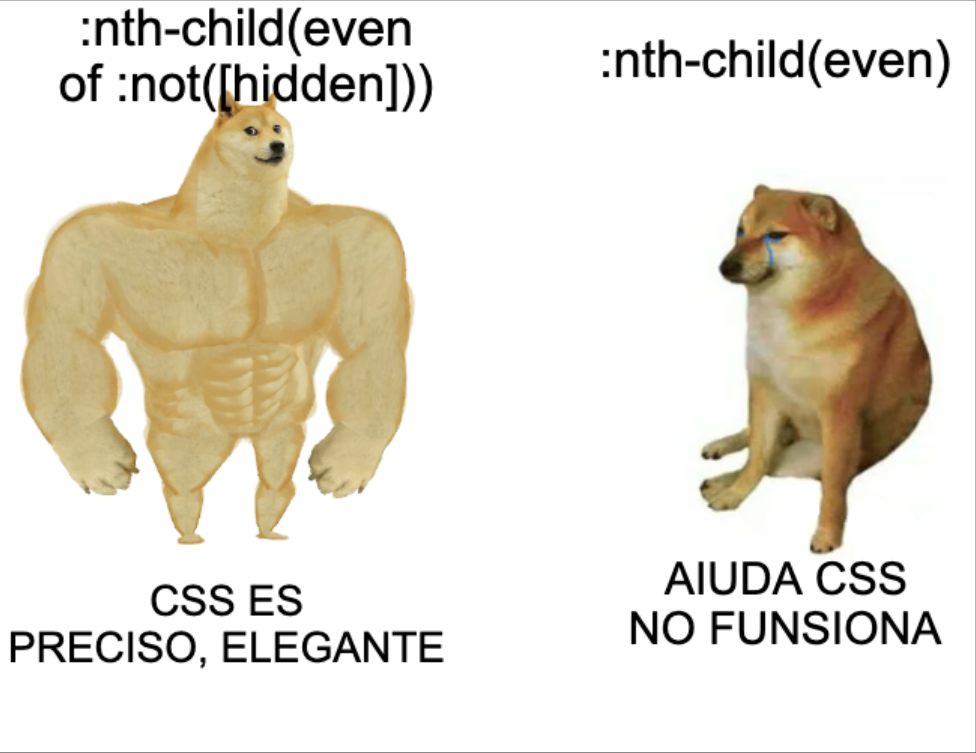 :nth-child(even
of :not([hidden]))
:nth-child(even)
CSS ES
PRECISO, ELEGANTE
AIUDA CSS
NO FUNSIONA